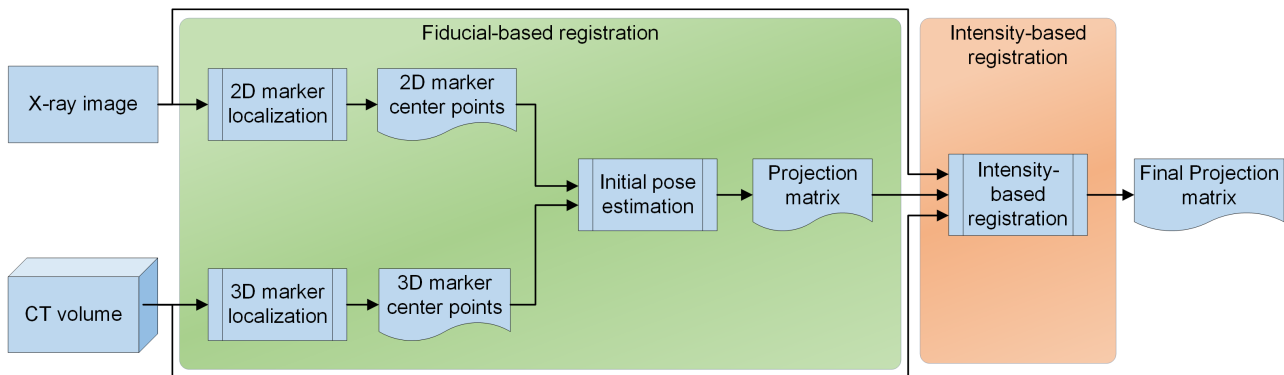 Fiducial-based registration
Intensity-based
registration
X-ray image
2D marker
localization
2D marker
center points
Initial pose
estimation
Projection
matrix
Intensity-
based
registration
Final Projection
matrix
CT volume
3D marker
localization
3D marker
center points